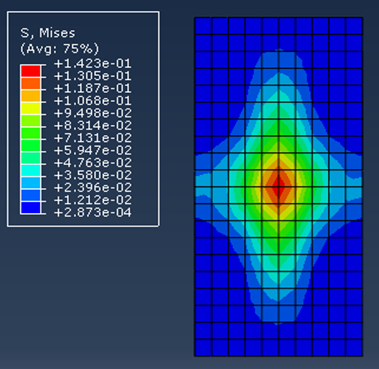 S, Mises
(Avg: 75%)
+1.423e-01
+1.305e-01
+1.187e-01
+1.068e-01
+9.498e-02
+8.314e-02
+7.131e-02
+5.947e-02
+4.763e-02
+3.580e-02
+2.396e-02
+1.212e-02
+2.873e-04